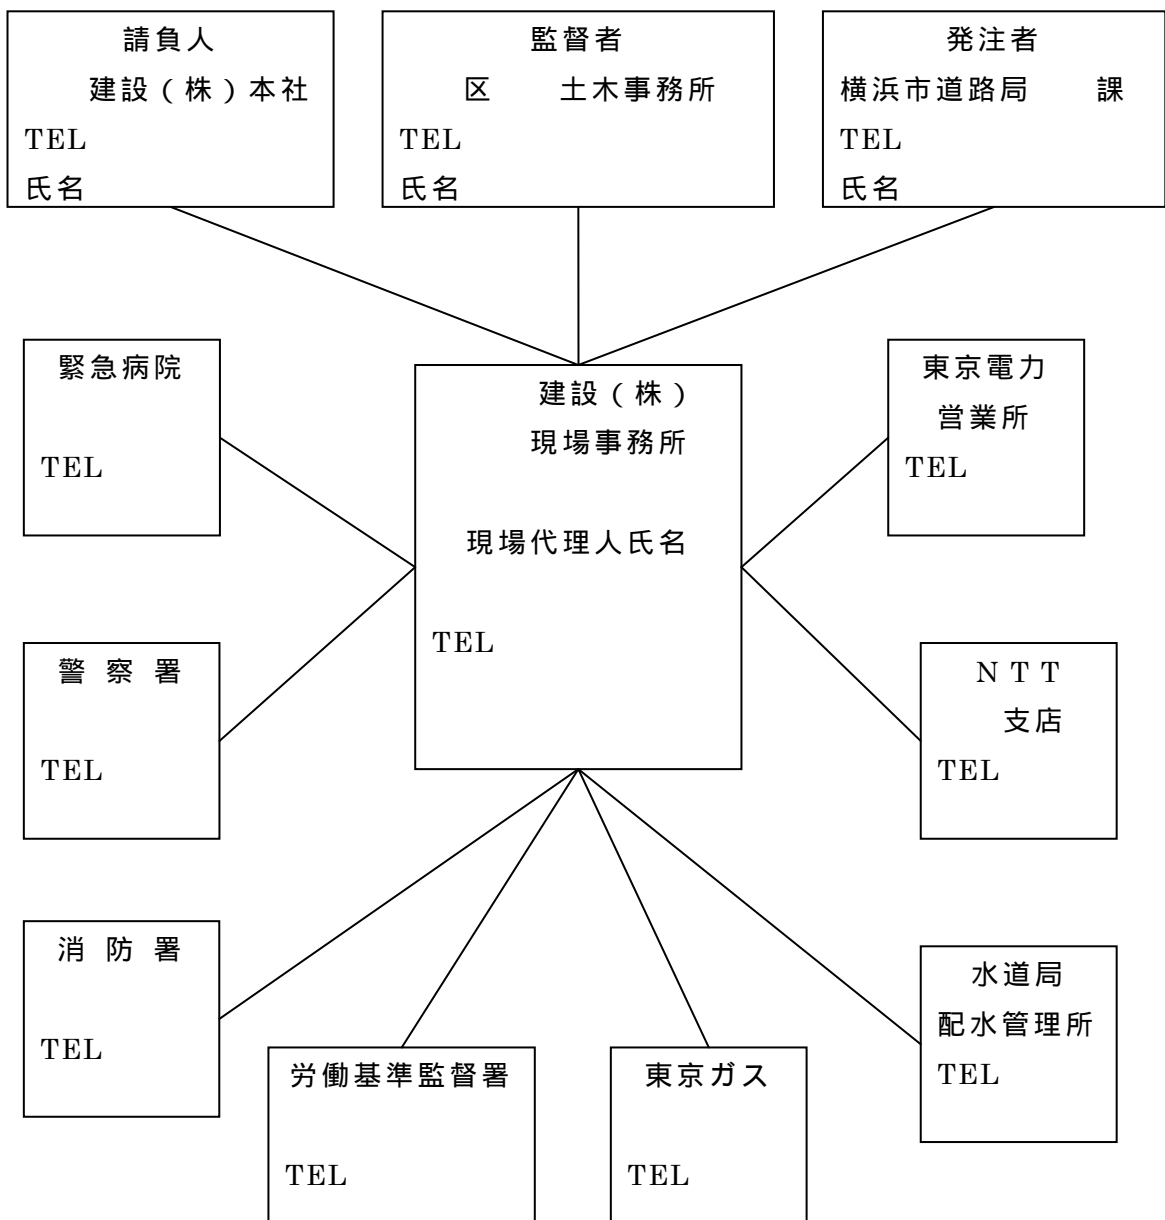 請負人
建設（株）本社
TEL
氏名
監督者
区　　土木事務所
TEL
氏名
発注者
横浜市道路局　　課
TEL
氏名
緊急病院
TEL
建設（株）
現場事務所
現場代理人氏名
TEL
東京電力
営業所
TEL
警 察 署
TEL
ＮＴＴ
支店
TEL
消 防 署
TEL
水道局
配水管理所
TEL
労働基準監督署
TEL
東京ガス
TEL